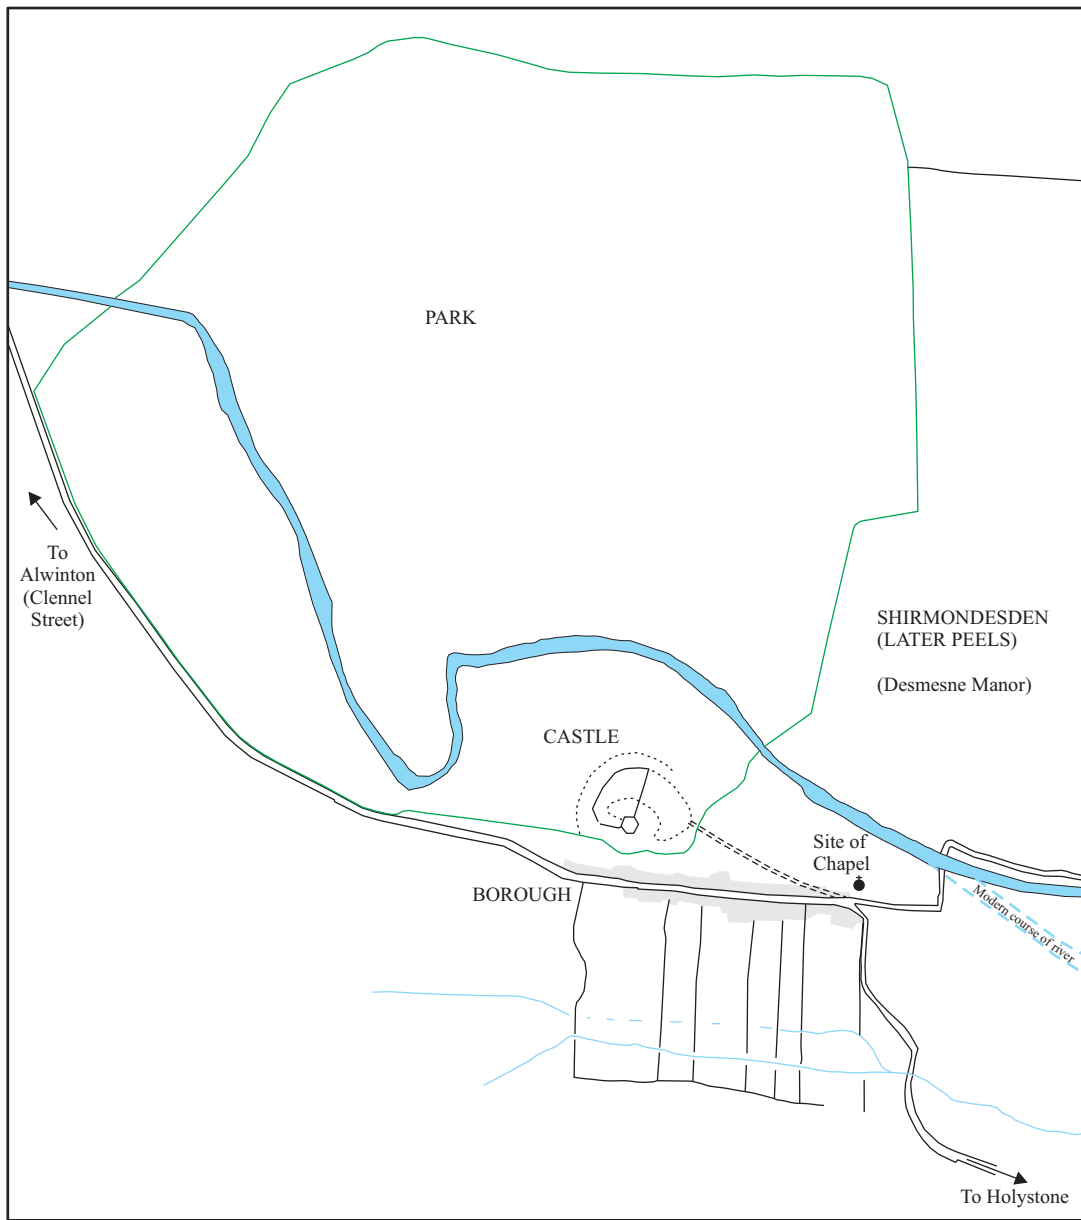 PARK
To
Alwinton
(Clennel
Street)
SHIRMONDESDEN
(LATER PEELS)
(Desmesne Manor)
CASTLE
Site of
Chapel
BOROUGH
Modern course of river
To Holystone